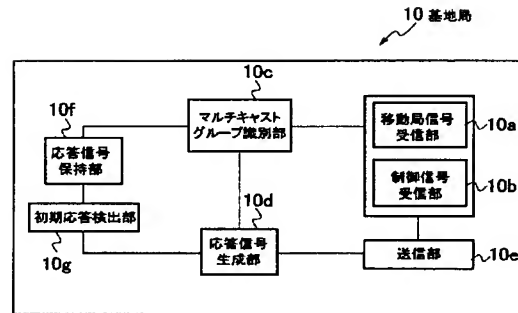 10 基地局
10c
10f
マルチキャスト
グループ識別部
移動局信号
受信部
10a
応答信号
保持部
10d
制御信号
受信部
10b
初期応答検出部
応答信号
生成部
送信部
10e
10g